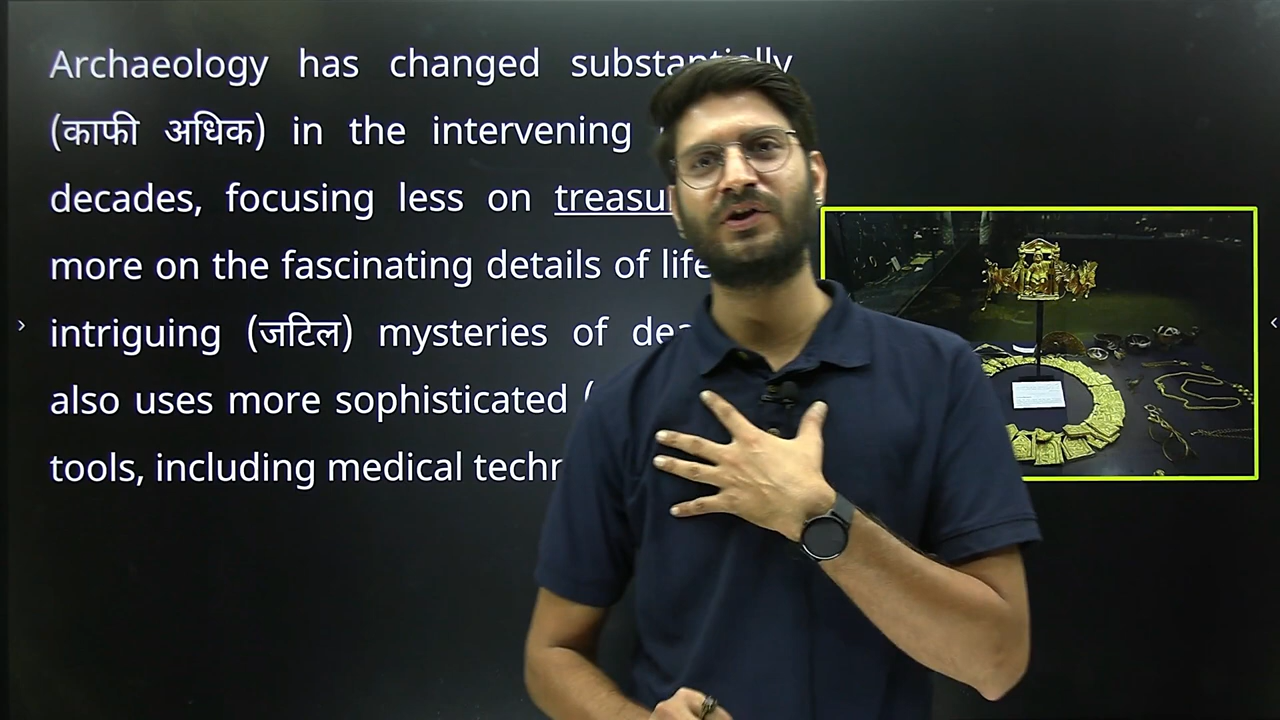 Archaeology has changed substantially
(काफी अधिक) in the intervening
decades, focusing less on
more on the fascinating details of life
intriguing (जटिल) mysteries of
also uses more sophisticated (
tools, including medical